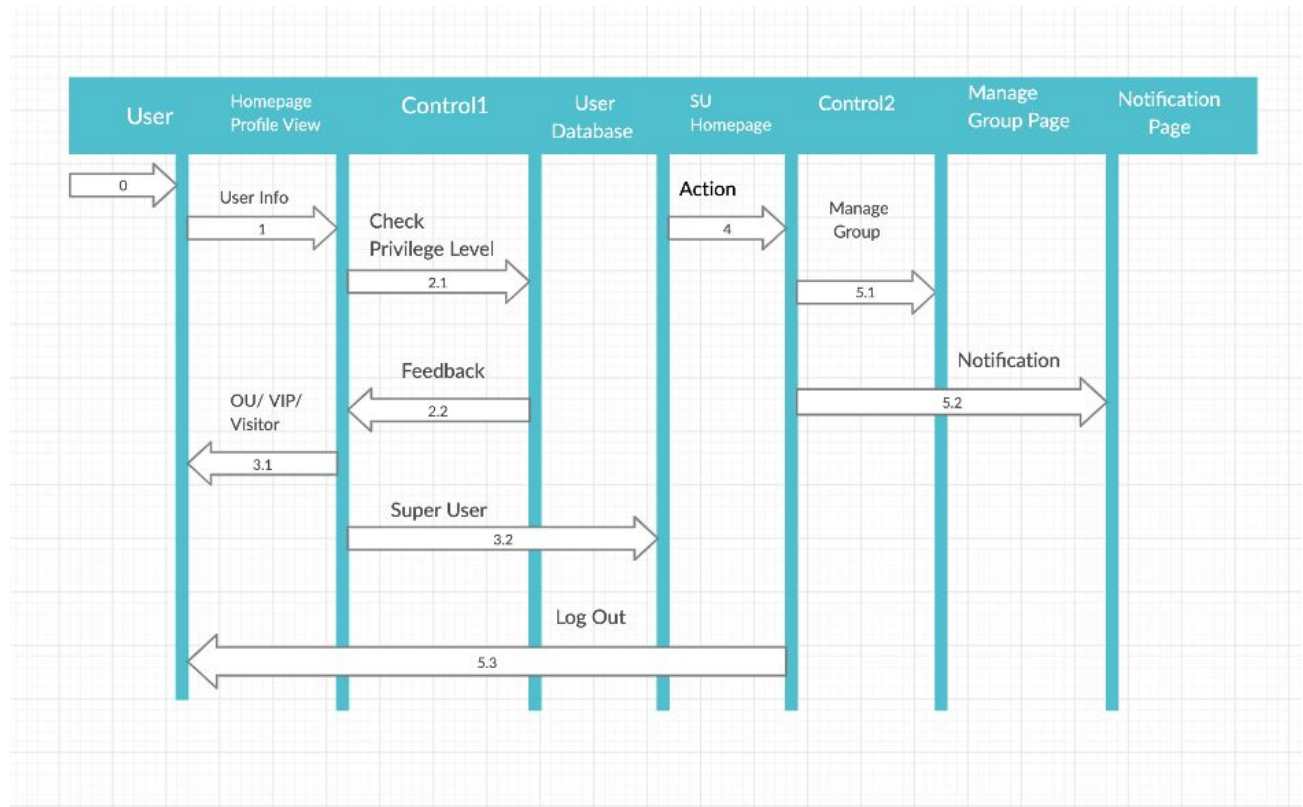 User
Homepage
Profile View
Control1
User
Database
SU
Homepage
Control2
Manage
Group Page
Notification
Page
0
User Info
1
Check
Privilege Level
2.1
Action
4
Manage
Group
5.1
Feedback
2.2
Notification
5.2
OU/ VIP/
Visitor
3.1
Super User
3.2
Log Out
5.3